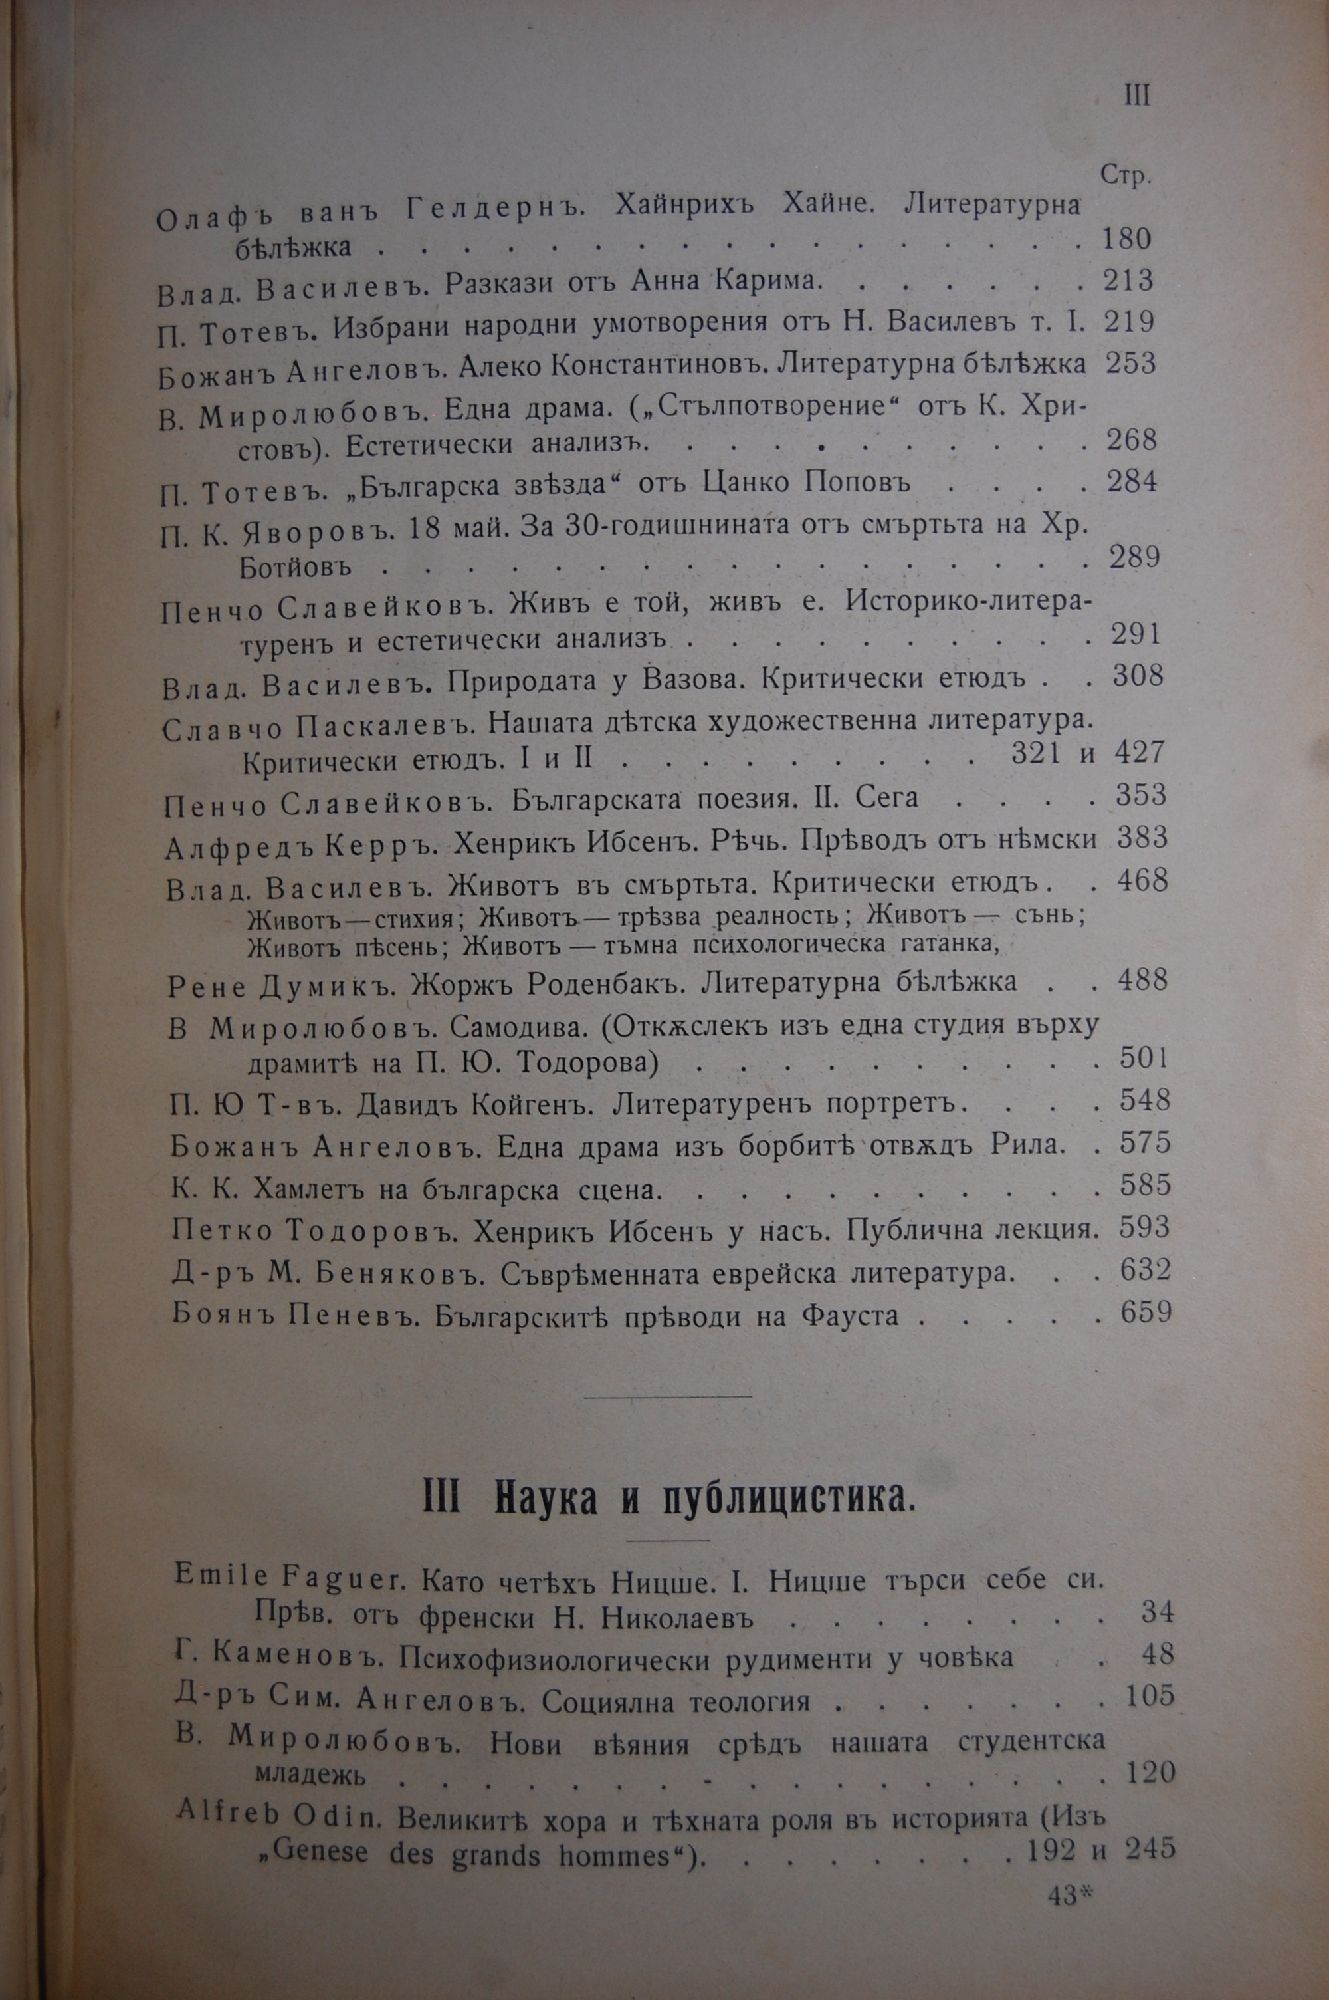 III
Стр.
Олафъ ванъ Гелдернъ. Хайнрихъ Хайне. Литературна
бѣлѣжка . . . . . . . . . . . . . . . . . 180
Влад. Василевъ. Разкази отъ Анна Карима. . . . . . . 213
П. Тотевъ. Избрани народни умотворения отъ Н. Василевъ т. I. 219
Божанъ Ангеловъ. Алеко Константиновъ. Литературна бѣлѣжка 253
В. Миролюбовъ. Една драма. („Стълпотворение“ отъ К. Хри-
стовъ). Естетически анализъ. . . . . . . . . . . 268
П. Тотевъ. „Българска звѣзда“ отъ Цанко Поповъ . . . . 284
П. К. Яворовъ. 18 май. За 30-годишнината отъ смъртьта на Хр.
Ботйовъ . . . . . . . . . . . . . . . . . 289
Пенчо Славейковъ. Живъ е той, живъ е. Историко-литера-
туренъ и естетически анализъ . . . . . . . . . . 291
Влад. Василевъ. Природата у Вазова. Критически етюдъ . . 308
Славчо Паскалевъ. Нашата дѣтска художественна литература.
Критически етюдъ. I и II . . . . . . . . . 321 и 427
Пенчо Славейковъ. Българската поезия. II. Сега . . . . 353
Алфредъ Керръ. Хенрикъ Ибсенъ. Рѣчь. Прѣводъ отъ нѣмски 383
Влад. Василевъ. Животъ въ смъртьта. Критически етюдъ. . 468
Животъ—стихия; Животъ—трѣзва реалность; Животъ — сънь;
Животъ пѣсень; Животъ — тъмна психологическа гатанка,
Рене Думикъ. Жоржъ Роденбакъ. Литературна бѣлѣжка . . 488
В Миролюбовъ. Самодива. (Откѫслекъ изъ една студия върху
драмитѣ на П. Ю. Тодорова) . . . . . . . . . . 501
П. Ю Т-въ. Давидъ Койгенъ. Литературенъ портретъ. . . . 548
Божанъ Ангеловъ. Една драма изъ борбитѣ отвѫдъ Рила. . 575
К. К. Хамлетъ на българска сцена. . . . . . . . . . . 585
Петко Тодоровъ. Хенрикъ Ибсенъ у насъ. Публична лекция. 593
Д-ръ М. Беняковъ. Съврѣменната еврейска литература. . . 632
Боянъ Пеневъ. Българскитѣ прѣводи на Фауста . . . . . 659
III Наука и публицистика.
Emile Faguer. Като четѣхъ Ницше. I. Ницше търси себе си.
Прѣв. отъ френски Н. Николаевъ . . . . . . . . 34
Г. Каменовъ. Психофизиологически рудименти у човѣка . . 48
Д-ръ Сим. Ангеловъ. Социялна теология . . . . . . . 105
В. Миролюбовъ. Нови вѣяния срѣдъ нашата студентска
младежь . . . . . . . . . . . . . . . . . 120
Alfreb Odin. Великитѣ хора и тѣхната роля въ историята (Изъ
„Genese des grands hommes“). . . . . . . . 192 и 245
43*